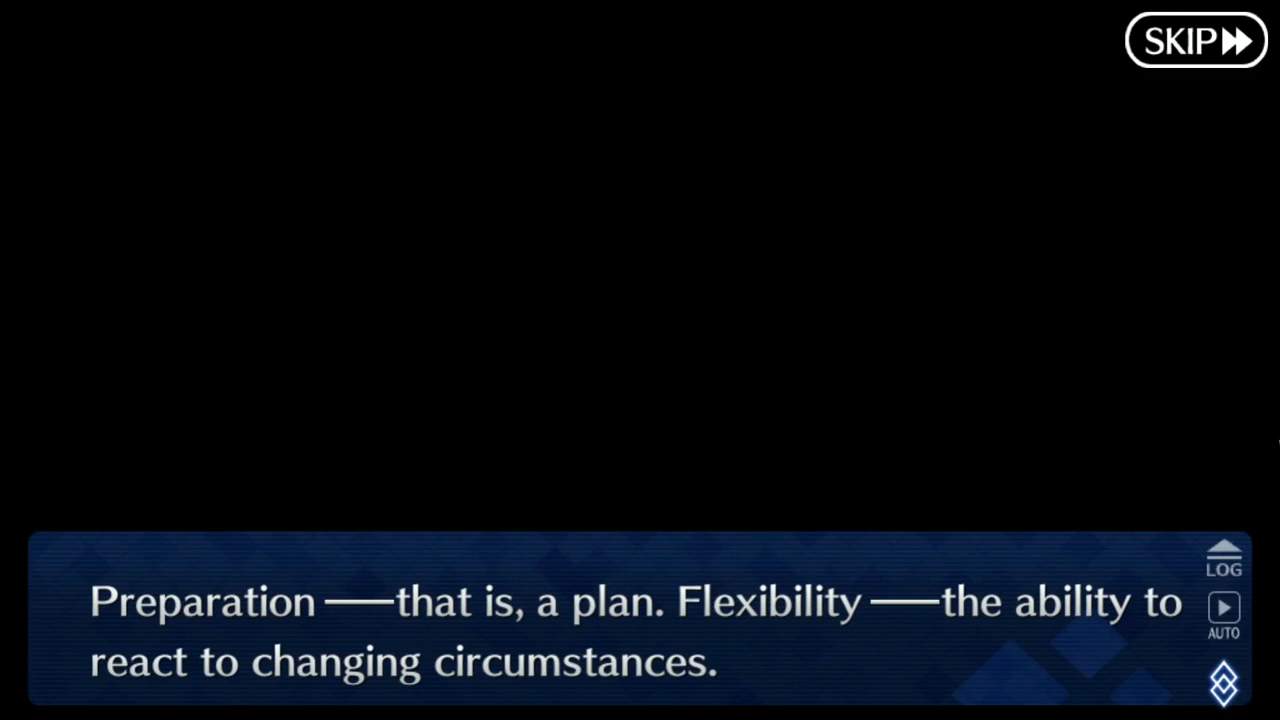 SKIP
Preparation ──that is, a plan. Flexibility ──the ability to
react to changing circumstances.
LOG
AUTO